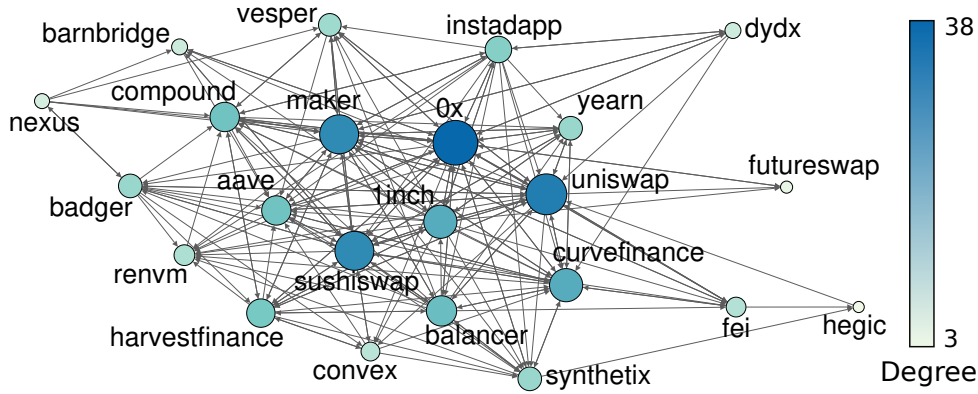 vesper
instadapp
dydx
38
barnbridge
compound
maker
0x
yearn
nexus
futureswap
badger
aave
1inch
uniswap
renvm
sushiswap
curvefinance
harvestfinance
balancer
fei
hegic
3
convex
synthetix
Degree